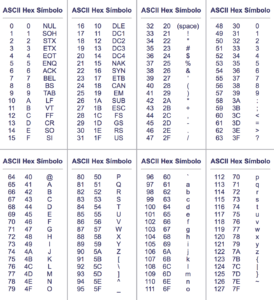 ASCII Hex Símbolo ASCII Hex Símbolo ASCII Hex Símbolo ASCII Hex Símbolo
0 0 NUL 16 10 DLE 32 20 (space) 48 30 0
1 1 SOH 17 11 DC1 33 21 ! 49 31 1
2 2 STX 18 12 DC2 34 22 " 50 32 2
3 3 ETX 19 13 DC3 35 23 # 51 33 3
4 4 EOT 20 14 DC4 36 24 $ 52 34 4
5 5 ENQ 21 15 NAK 37 25 % 53 35 5
6 6 ACK 22 16 SYN 38 26 & 54 36 6
7 7 BEL 23 17 ETB 39 27 ' 55 37 7
8 8 BS 24 18 CAN 40 28 ( 56 38 8
9 9 TAB 25 19 EM 41 29 ) 57 39 9
10 A LF 26 1A SUB 42 2A * 58 3A :
11 B VT 27 1B ESC 43 2B + 59 3B ;
12 C FF 28 1C FS 44 2C , 60 3C <
13 D CR 29 1D GS 45 2D - 61 3D =
14 E SO 30 1E RS 46 2E . 62 3E >
15 F SI 31 1F US 47 2F / 63 3F ?
ASCII Hex Símbolo ASCII Hex Símbolo ASCII Hex Símbolo ASCII Hex Símbolo
64 40 @ 80 50 P 96 60 ` 112 70 p
65 41 A 81 51 Q 97 61 a 113 71 q
66 42 B 82 52 R 98 62 b 114 72 r
67 43 C 83 53 S 99 63 c 115 73 s
68 44 D 84 54 T 100 64 d 116 74 t
69 45 E 85 55 U 101 65 e 117 75 u
70 46 F 86 56 V 102 66 f 118 76 v
71 47 G 87 57 W 103 67 g 119 77 w
72 48 H 88 58 X 104 68 h 120 78 x
73 49 I 89 59 Y 105 69 i 121 79 y
74 4A J 90 5A Z 106 6A j 122 7A z
75 4B K 91 5B [ 107 6B k 123 7B {
76 4C L 92 5C \ 108 6C l 124 7C |
77 4D M 93 5D ] 109 6D m 125 7D }
78 4E N 94 5E ^ 110 6E n 126 7E ~
79 4F O 95 5F _ 111 6F o 127 7F